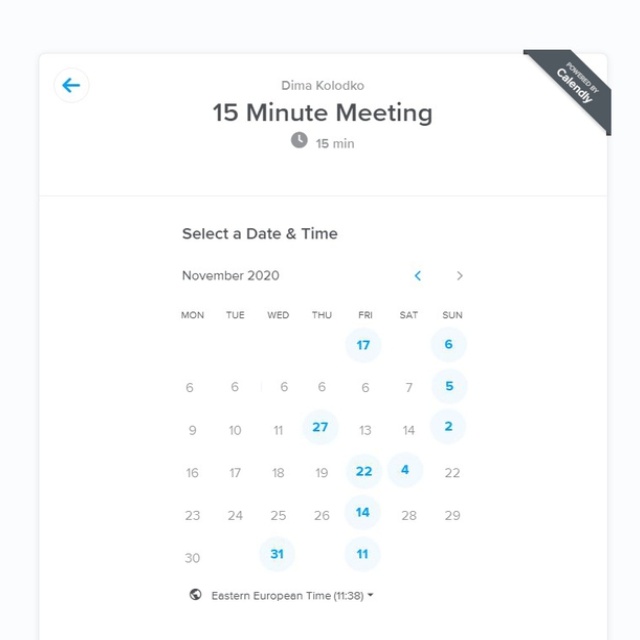 POWERED BY
Calendly
Dima Kolodko
15 Minute Meeting
15 min
Select a Date & Time
November 2020
MON TUE WED THU FRI SAT SUN
17 6
6 6 6 6 6 7 5
9 10 11 27 13 14 2
16 17 18 19 22 4 22
23 24 25 26 14 28 29
30 31 11
Eastern European Time (11:38)